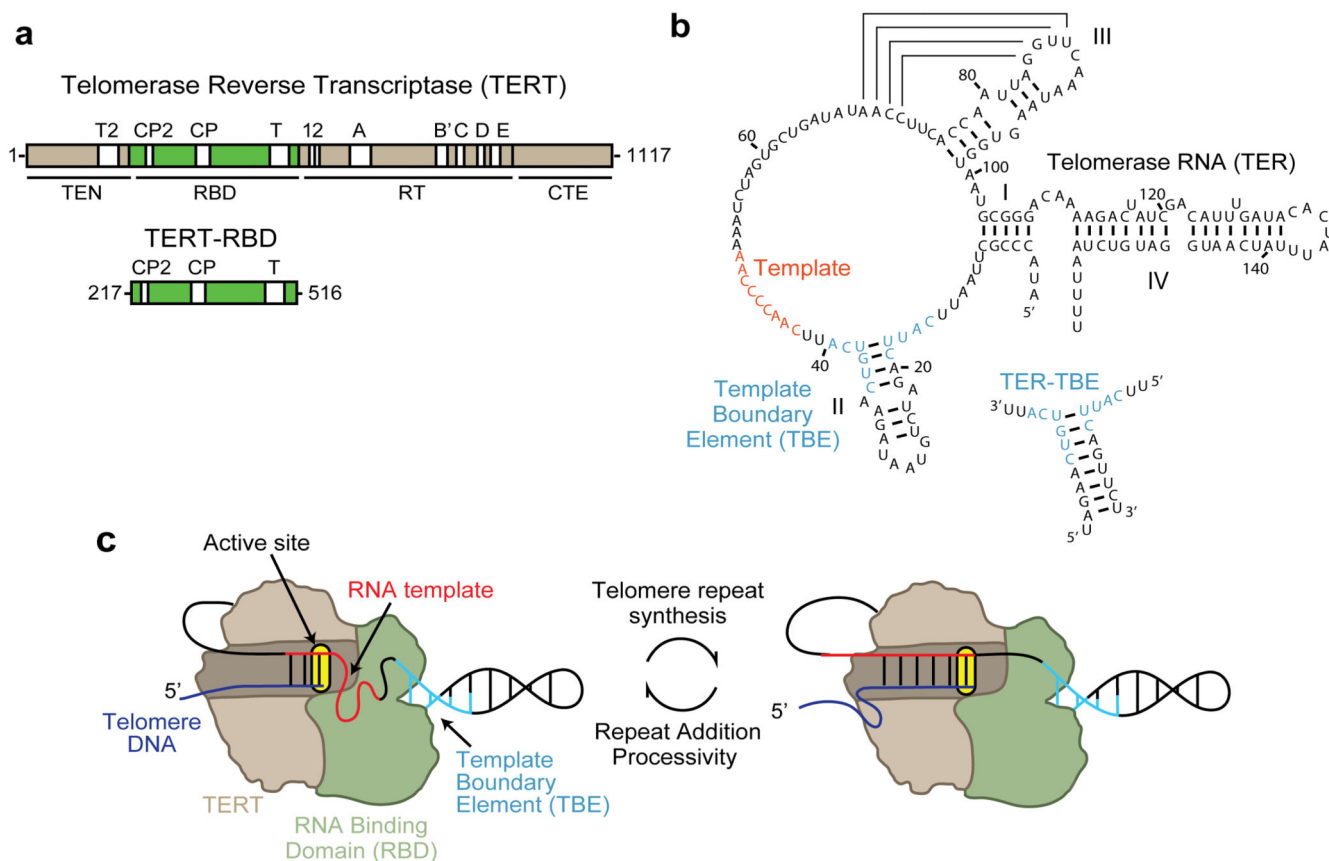 a
Telomerase Reverse Transcriptase (TERT)
T2 CP2 CP T 12 A B’ C D E
1 1117
TEN RBD RT CTE
TERT-RBD
CP2 CP T
217 516
b
III
80
60
100
I
Telomerase RNA (TER)
120
140
IV
5′
Template
40
20
II
Template
Boundary
Element (TBE)
TER-TBE
5′
3′
3′
5′
c
Active site
RNA template
5′
Telomere
DNA
TERT
RNA Binding
Domain (RBD)
Template
Boundary
Element (TBE)
Telomere repeat
synthesis
Repeat Addition
Processivity
5′